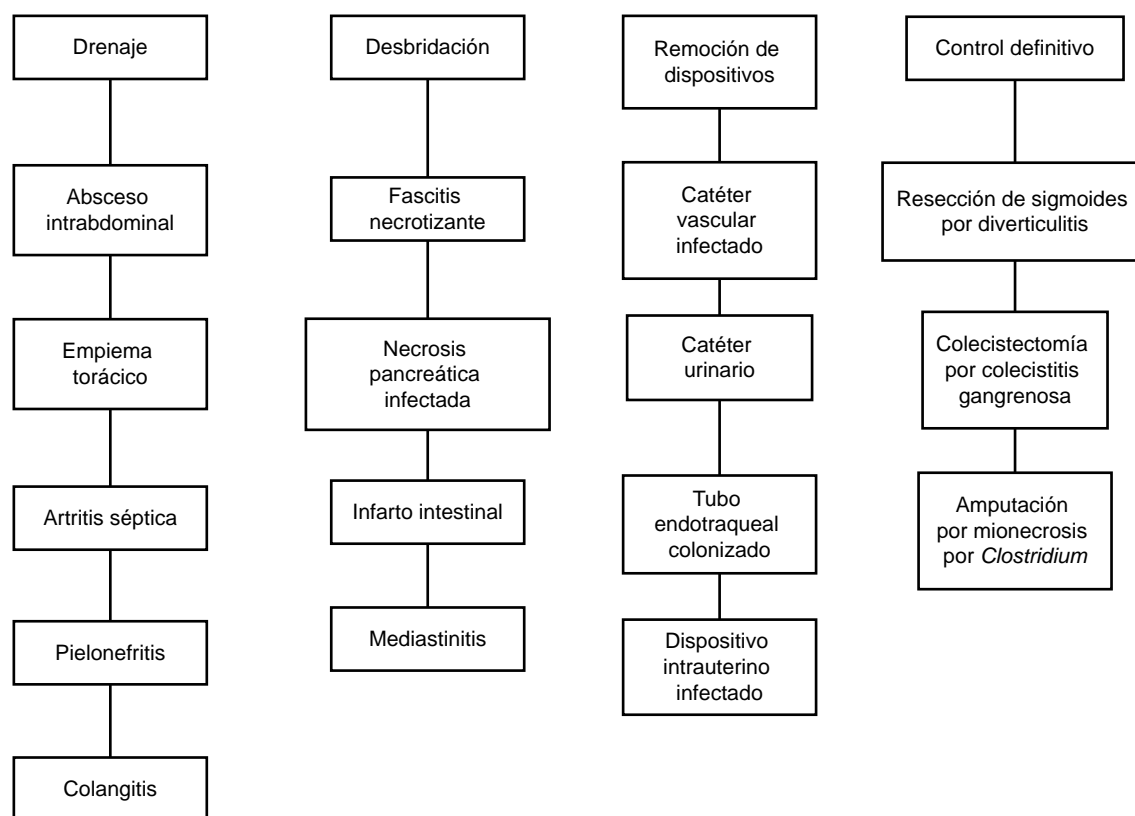 Drenaje
Absceso
intrabdominal
Empiema
torácico
Artritis séptica
Pielonefritis
Colangitis
Desbridación
Fascitis
necrotizante
Necrosis
pancreática
infectada
Infarto intestinal
Mediastinitis
Remoción de
dispositivos
Catéter
vascular
infectado
Catéter
urinario
Tubo
endotraqueal
colonizado
Dispositivo
intrauterino
infectado
Control definitivo
Resección de sigmoides
por diverticulitis
Colecistectomía
por colecistitis
gangrenosa
Amputación
por mionecrosis
por Clostridium